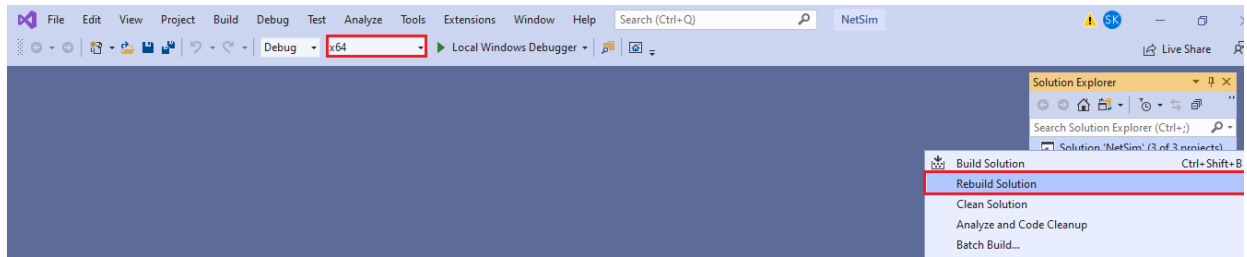 File Edit View Project Build Debug Test Analyze Tools Extensions Window Help Search (Ctrl+Q) NetSim SK
Debug x64 Local Windows Debugger Live Share
Solution Explorer
Search Solution Explorer (Ctrl+;)
Solution 'NetSim' (3 of 3 projects)
Build Solution Ctrl+Shift+B
Rebuild Solution
Clean Solution
Analyze and Code Cleanup
Batch Build...